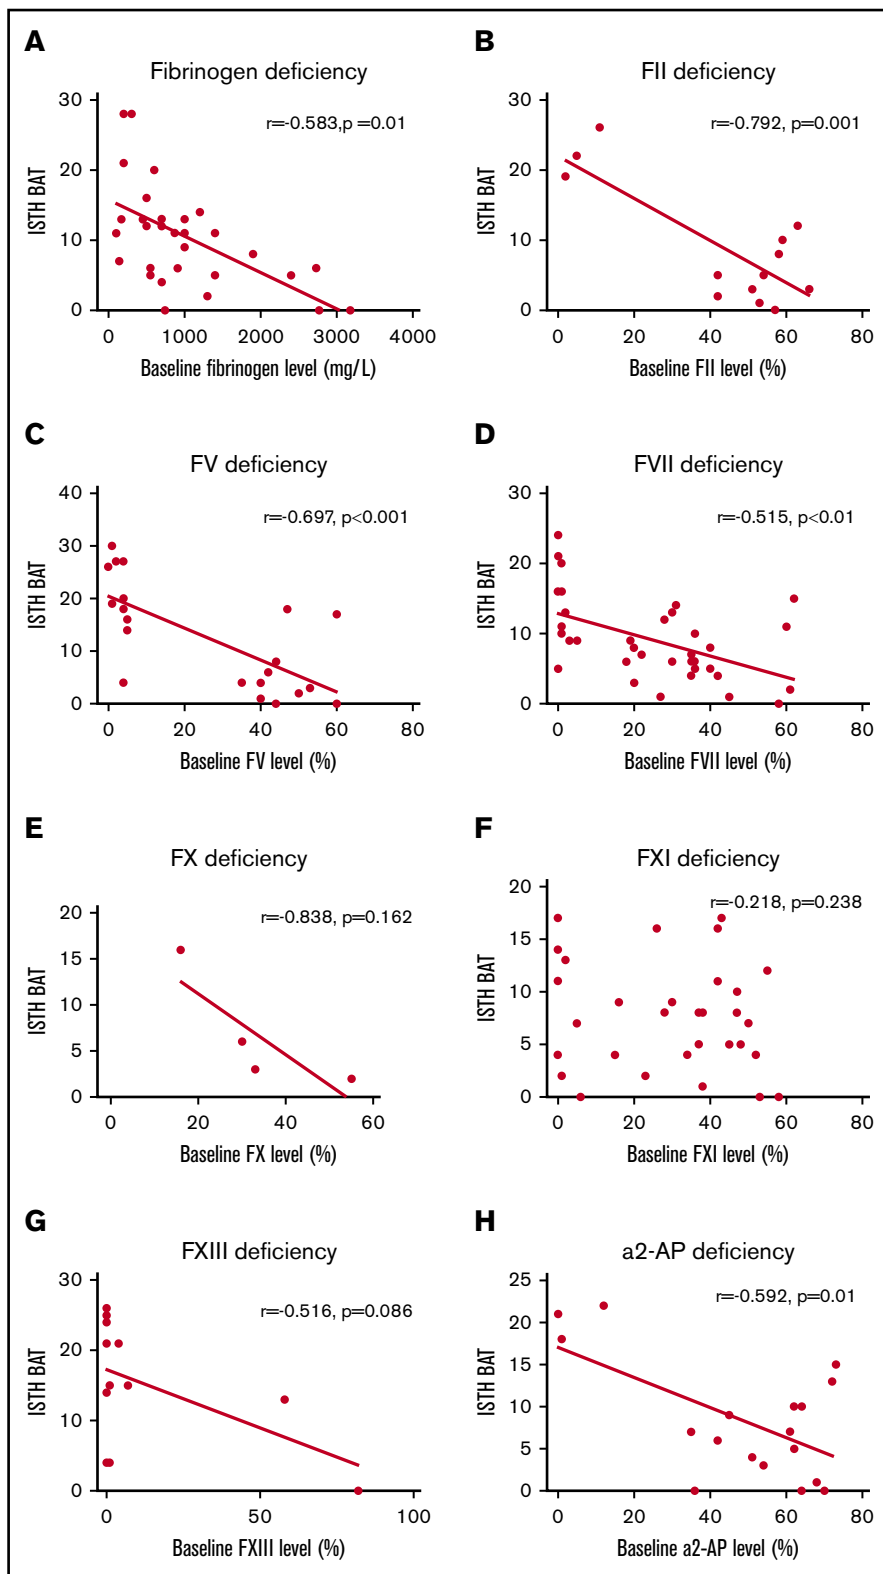 A
Fibrinogen deficiency
r=-0.583,p =0.01
30
20
10
0
ISTH BAT
0 1000 2000 3000 4000
Baseline fibrinogen level (mg/L)
B
FII deficiency
r=-0.792, p=0.001
30
20
10
0
ISTH BAT
0 20 40 60 80
Baseline FII level (%)
C
FV deficiency
r=-0.697, p<0.001
40
30
20
10
0
ISTH BAT
0 20 40 60 80
Baseline FV level (%)
D
FVII deficiency
r=-0.515, p<0.01
30
20
10
0
ISTH BAT
0 20 40 60 80
Baseline FVII level (%)
E
FX deficiency
r=-0.838, p=0.162
20
15
10
5
0
ISTH BAT
0 20 40 60
Baseline FX level (%)
F
FXI deficiency
r=-0.218, p=0.238
20
15
10
5
0
ISTH BAT
0 20 40 60 80
Baseline FXI level (%)
G
FXIII deficiency
r=-0.516, p=0.086
30
20
10
0
ISTH BAT
0 50 100
Baseline FXIII level (%)
H
a2-AP deficiency
r=-0.592, p=0.01
25
20
15
10
5
0
ISTH BAT
0 20 40 60 80
Baseline a2-AP level (%)